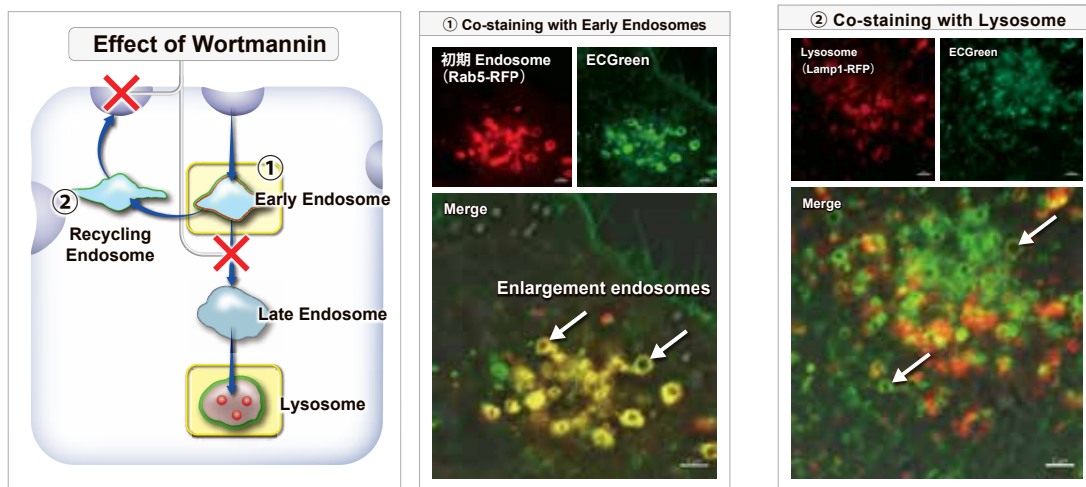 Effect of Wortmannin
①
Early Endosome
②
Recycling
Endosome
Late Endosome
Lysosome
① Co-staining with Early Endosomes
初期 Endosome
(Rab5-RFP)
ECGreen
Merge
Enlargement endosomes
② Co-staining with Lysosome
Lysosome
(Lamp1-RFP)
ECGreen
Merge